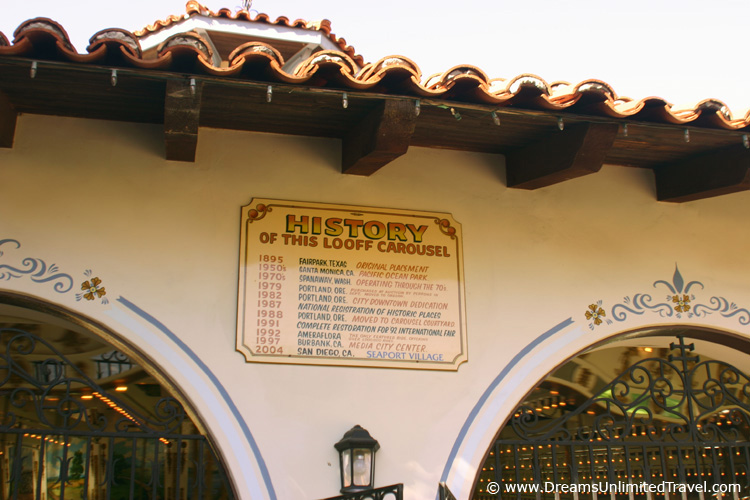 HISTORY
OF THIS LOOFF CAROUSEL
1895 FAIRPARK, TEXAS ORIGINAL PLACEMENT
1950s SANTA MONICA, CA. PACIFIC OCEAN PARK
1970s SPANAWAY, WASH. OPERATING THROUGH THE 70s
1979 PORTLAND, ORE.
1982 PORTLAND, ORE. CITY DOWNTOWN DEDICATION
1987 NATIONAL REGISTRATION OF HISTORIC PLACES
1988 PORTLAND, ORE. MOVED TO CAROUSEL COURTYARD
1991 COMPLETE RESTORATION FOR 92 INTERNATIONAL FAIR
1992 AMERAFLORA
1997 BURBANK, CA. MEDIA CITY CENTER
2004 SAN DIEGO, CA. SEAPORT VILLAGE
© www.DreamsUnlimitedTravel.com